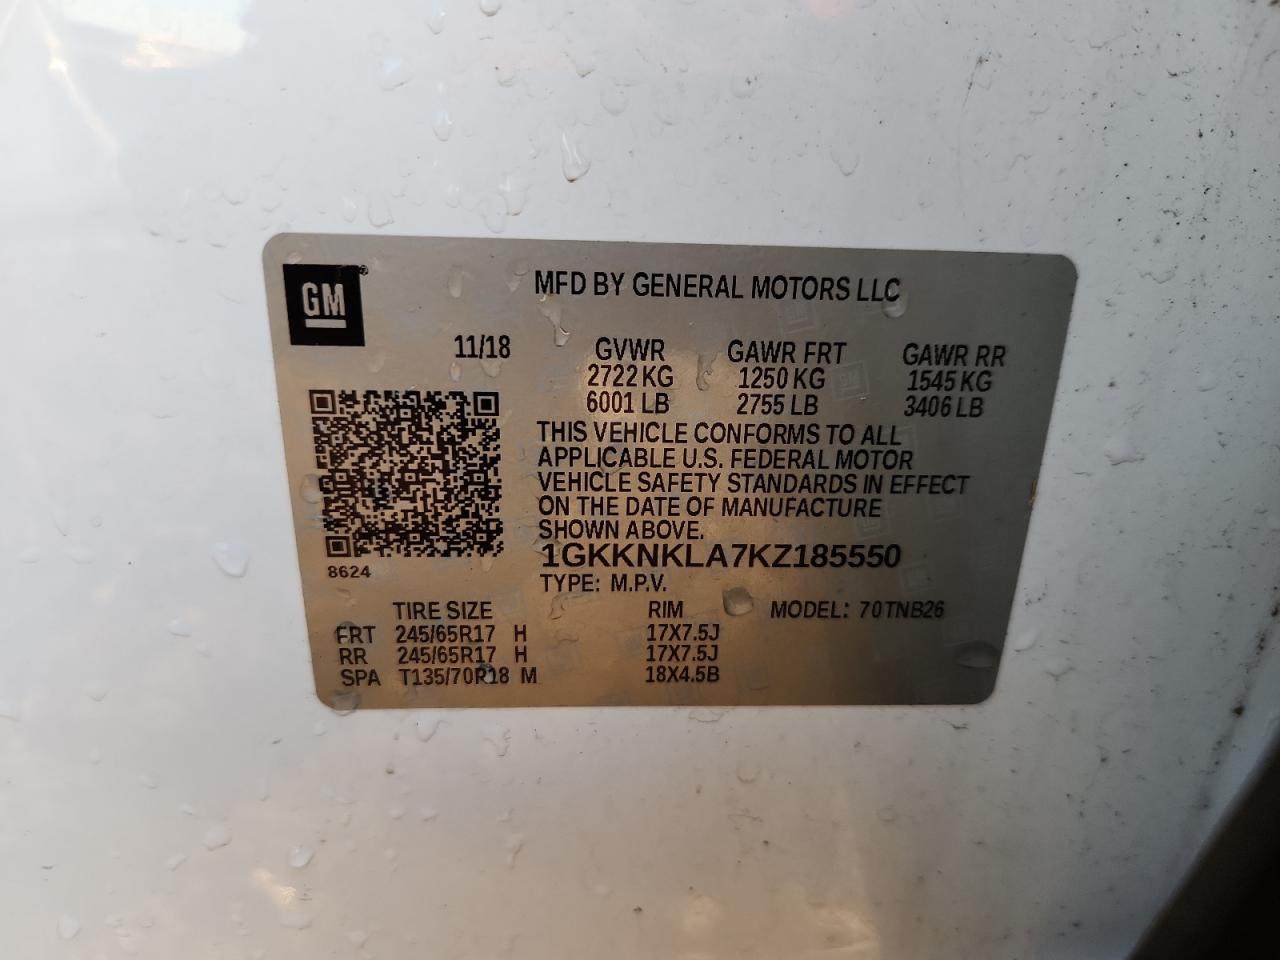 GM
MFD BY GENERAL MOTORS LLC
11/18 GVWR GAWR FRT GAWR RR
2722 KG 1250 KG 1545 KG
6001 LB 2755 LB 3406 LB
THIS VEHICLE CONFORMS TO ALL
APPLICABLE U.S. FEDERAL MOTOR
VEHICLE SAFETY STANDARDS IN EFFECT
ON THE DATE OF MANUFACTURE
SHOWN ABOVE.
1GKKNKLA7KZ185550
8624
TYPE: M.P.V.
TIRE SIZE RIM MODEL: 70TNB26
FRT 245/65R17 H 17X7.5J
RR 245/65R17 H 17X7.5J
SPA T135/70R18 M 18X4.5B